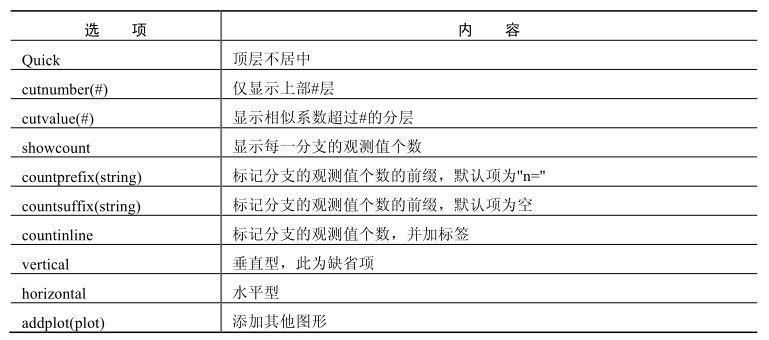 选 项 内 容
Quick 顶层不居中
cutnumber(#) 仅显示上部#层
cutvalue(#) 显示相似系数超过#的分层
showcount 显示每一分支的观测值个数
countprefix(string) 标记分支的观测值个数的前缀，默认项为"n="
countsuffix(string) 标记分支的观测值个数的前缀，默认项为空
countinline 标记分支的观测值个数，并加标签
vertical 垂直型，此为缺省项
horizontal 水平型
addplot(plot) 添加其他图形